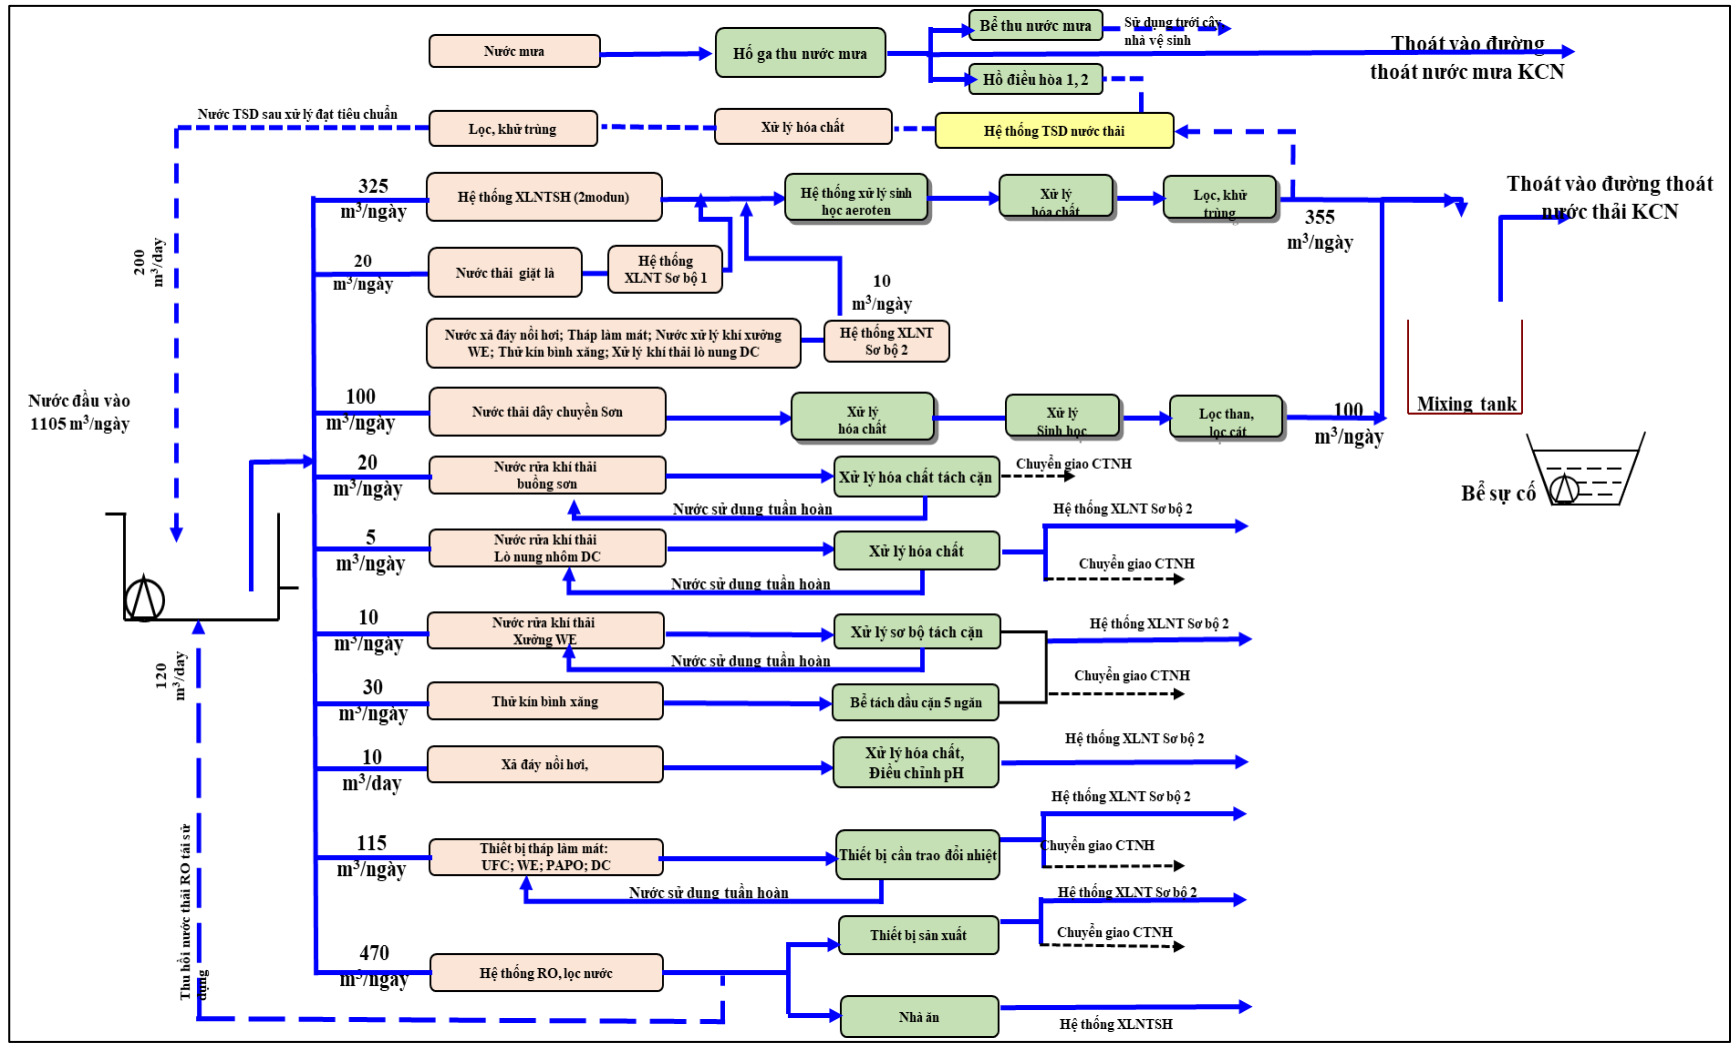 Nước mưa
Hố ga thu nước mưa
Bể thu nước mưa
Sử dụng tưới cây
nhà vệ sinh
Hồ điều hòa 1, 2
Thoát vào đường
thoát nước mưa KCN
Nước TSD sau xử lý đạt tiêu chuẩn
Lọc, khử trùng
Xử lý hóa chất
Hệ thống TSD nước thải
325
m³/ngày
Hệ thống XLNTSH (2modun)
Hệ thống xử lý sinh
học aeroten
Xử lý
hóa chất
Lọc, khử
trùng
355
m³/ngày
Thoát vào đường thoát
nước thải KCN
200
m³/day
20
m³/ngày
Nước thải giặt là
Hệ thống
XLNT Sơ bộ 1
10
m³/ngày
Nước xả đáy nồi hơi; Tháp làm mát; Nước xử lý khí xưởng
WE; Thử kín bình xăng; Xử lý khí thải lò nung DC
Hệ thống XLNT
Sơ bộ 2
Nước đầu vào
1105 m³/ngày
100
m³/ngày
Nước thải dây chuyền Sơn
Xử lý
hóa chất
Xử lý
Sinh học
Lọc than,
lọc cát
100
m³/ngày
Mixing tank
20
m³/ngày
Nước rửa khí thải
buồng sơn
Xử lý hóa chất tách cặn
Chuyển giao CTNH
Nước sử dụng tuần hoàn
Bể sự cố
5
m³/ngày
Nước rửa khí thải
Lò nung nhôm DC
Xử lý hóa chất
Hệ thống XLNT Sơ bộ 2
Chuyển giao CTNH
Nước sử dụng tuần hoàn
10
m³/ngày
Nước rửa khí thải
Xưởng WE
Xử lý sơ bộ tách cặn
Hệ thống XLNT Sơ bộ 2
Nước sử dụng tuần hoàn
Chuyển giao CTNH
120
m³/day
30
m³/ngày
Thử kín bình xăng
Bể tách dầu cặn 5 ngăn
10
m³/day
Xả đáy nồi hơi,
Xử lý hóa chất,
Điều chỉnh pH
Hệ thống XLNT Sơ bộ 2
115
m³/ngày
Thiết bị tháp làm mát:
UFC; WE; PAPO; DC
Thiết bị cần trao đổi nhiệt
Hệ thống XLNT Sơ bộ 2
Chuyển giao CTNH
Nước sử dụng tuần hoàn
Thu hồi nước thải RO tái sử
dụng
470
m³/ngày
Hệ thống RO, lọc nước
Thiết bị sản xuất
Hệ thống XLNT Sơ bộ 2
Chuyển giao CTNH
Nhà ăn
Hệ thống XLNTSH